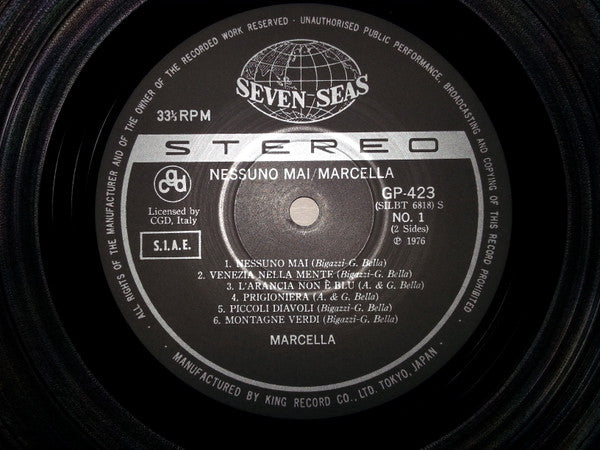 ALL RIGHTS OF THE MANUFACTURER AND OF THE OWNER OF THE RECORDED WORK RESERVED · UNAUTHORISED PUBLIC PERFORMANCE, BROADCASTING AND COPYING OF THIS RECORD PROHIBITED ·
SEVEN SEAS
33⅓RPM
STEREO
NESSUNO MAI/MARCELLA
cgd
GP-423
(SILBT 6818) S
Licensed by
CGD, Italy
NO. 1
(2 Sides)
S.I.A.E.
℗ 1976
1. NESSUNO MAI (Bigazzi-G. Bella)
2. VENEZIA NELLA MENTE (Bigazzi-G. Bella)
3. L'ARANCIA NON È BLU (A. & G. Bella)
4. PRIGIONIERA (A. & G. Bella)
5. PICCOLI DIAVOLI (Bigazzi-G. Bella)
6. MONTAGNE VERDI (Bigazzi-G. Bella)
MARCELLA
· MANUFACTURED BY KING RECORD CO., LTD. TOKYO, JAPAN ·